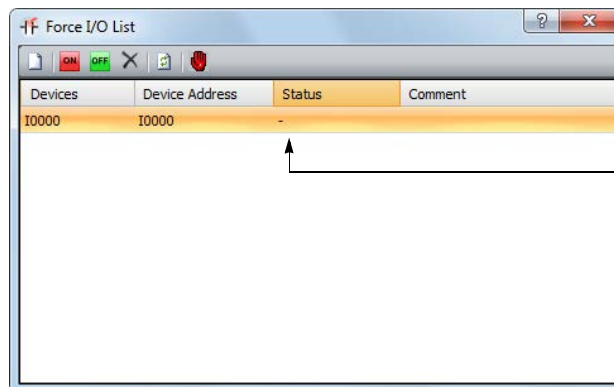 Force I/O List
? X
ON OFF
Devices Device Address Status Comment
I0000 I0000 -